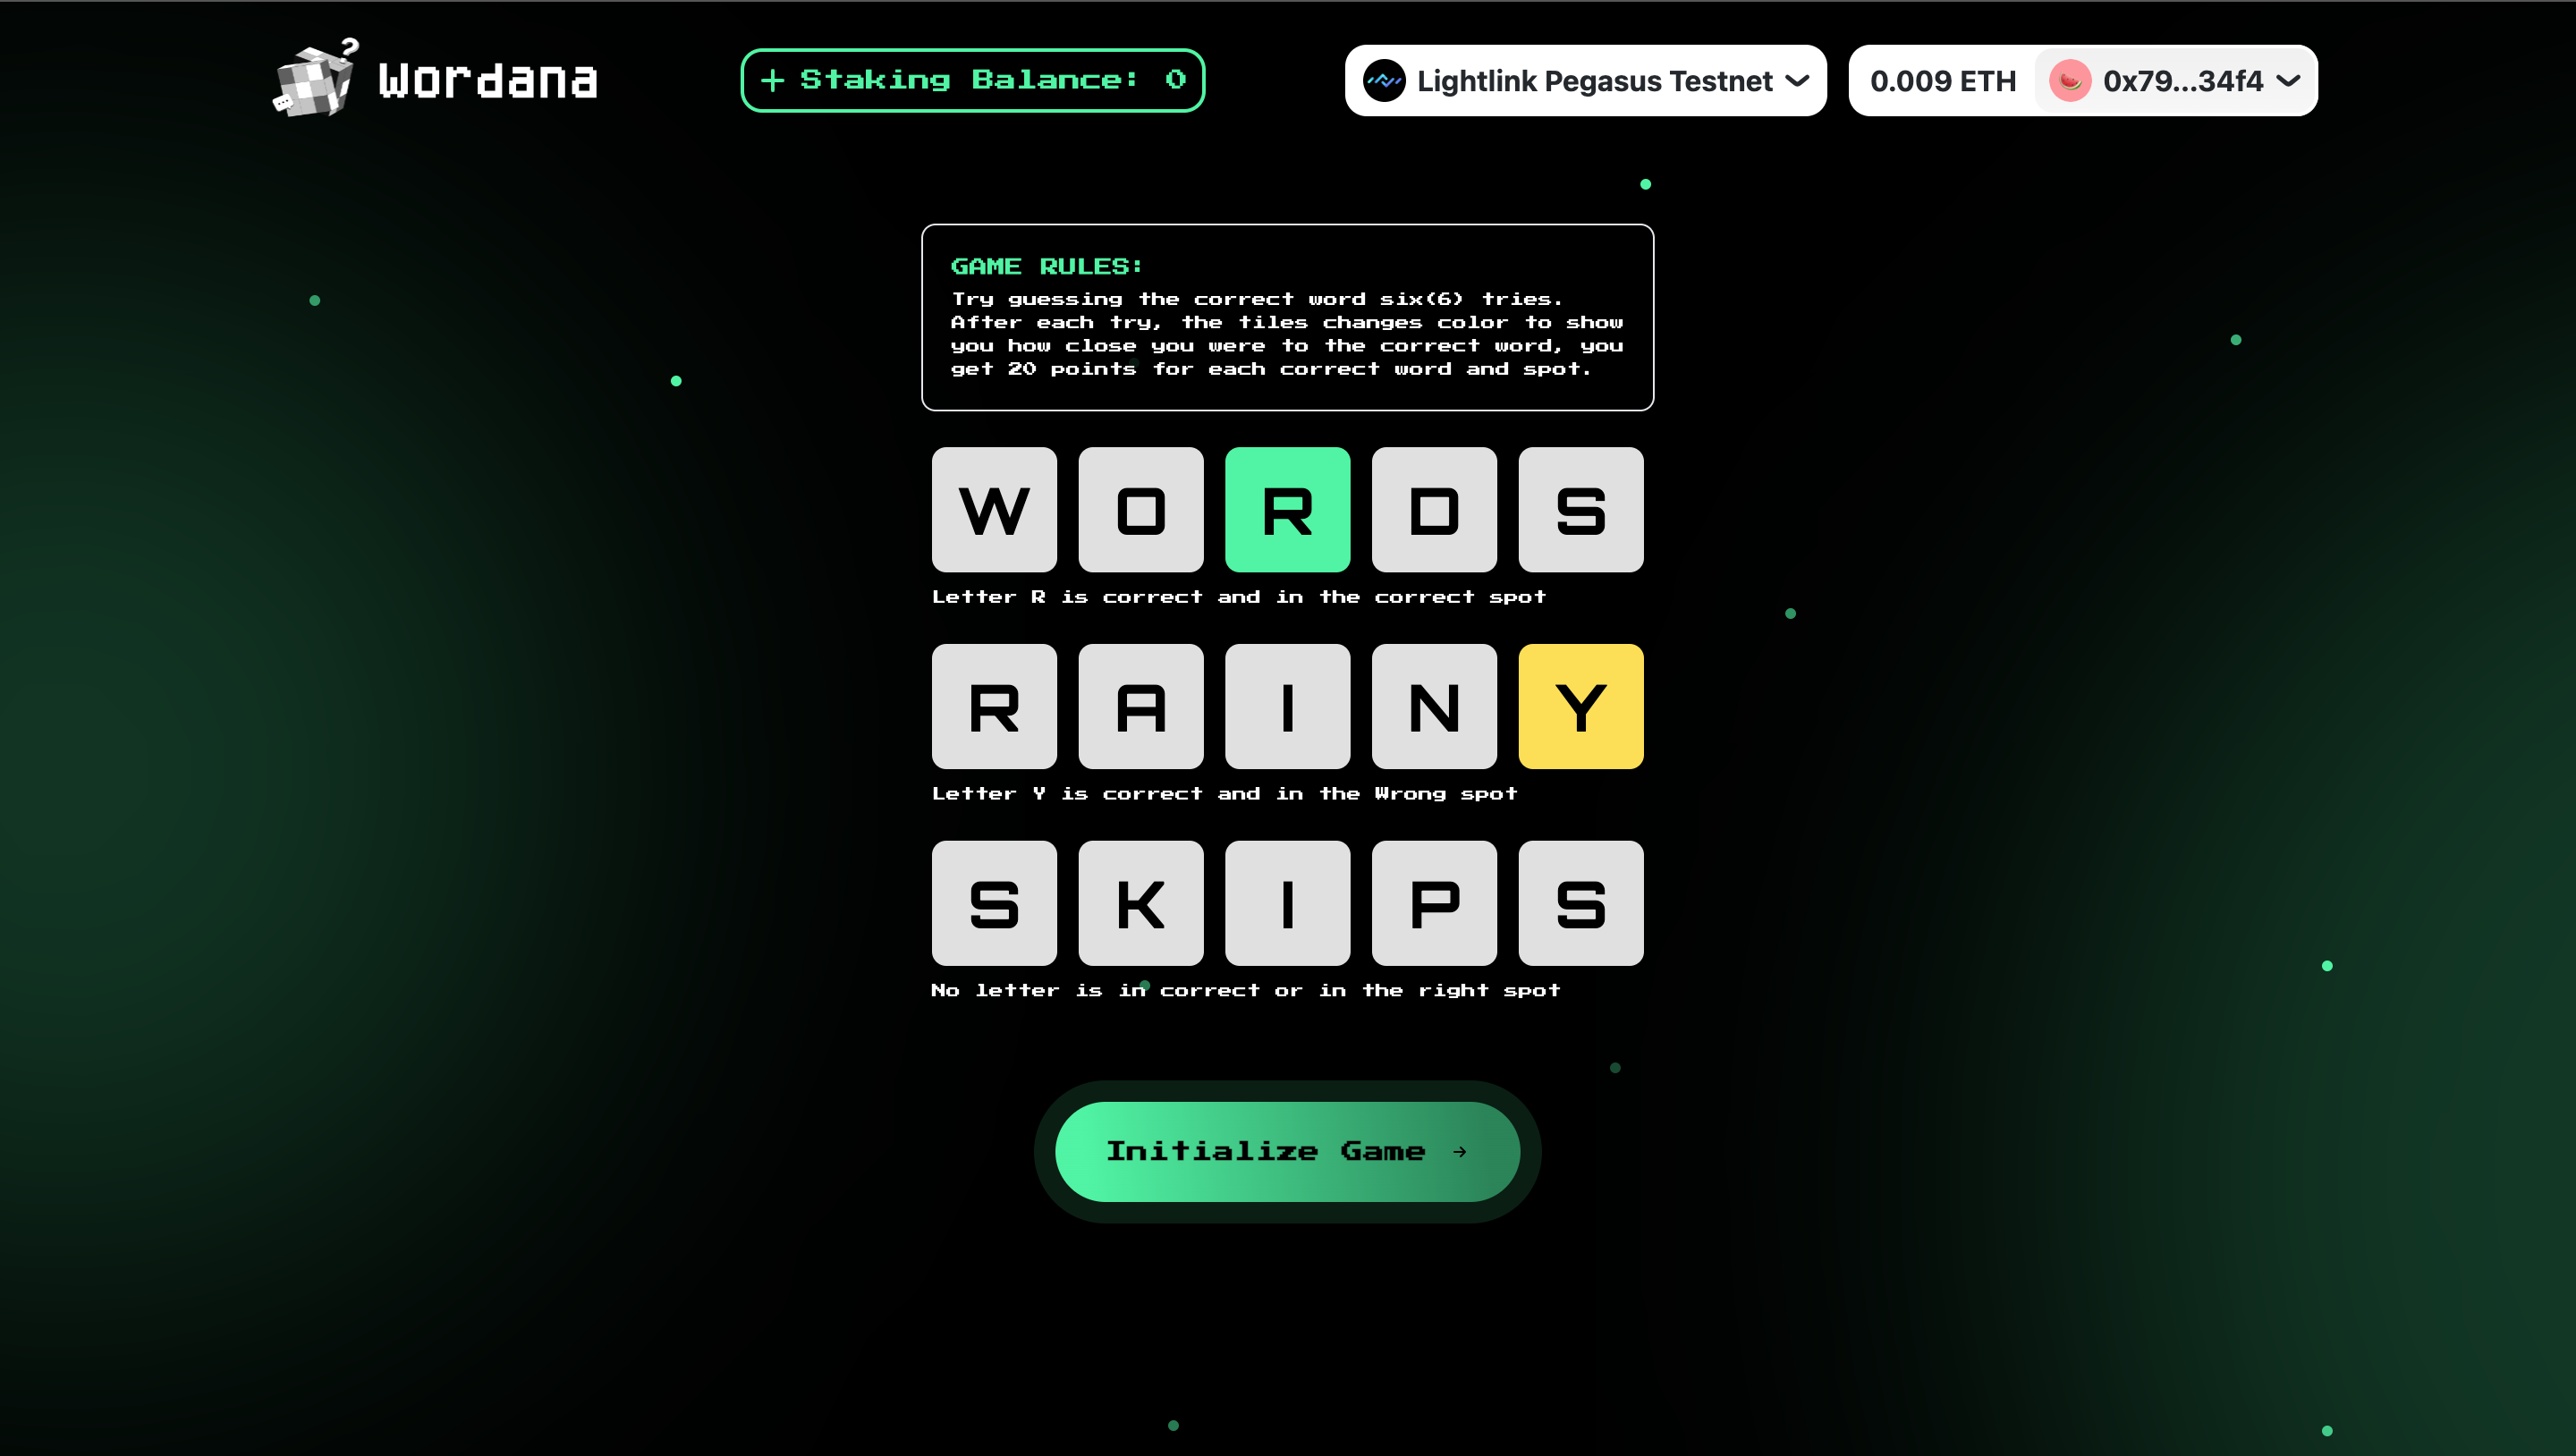 Wordana
+ Staking Balance: 0
Lightlink Pegasus Testnet
0.009 ETH
0x79...34f4
GAME RULES:
Try guessing the correct word six(6) tries.
After each try, the tiles changes color to show
you how close you were to the correct word, you
get 20 points for each correct word and spot.
W O R D S
Letter R is correct and in the correct spot
R A I N Y
Letter Y is correct and in the Wrong spot
S K I P S
No letter is in correct or in the right spot
Initialize Game →